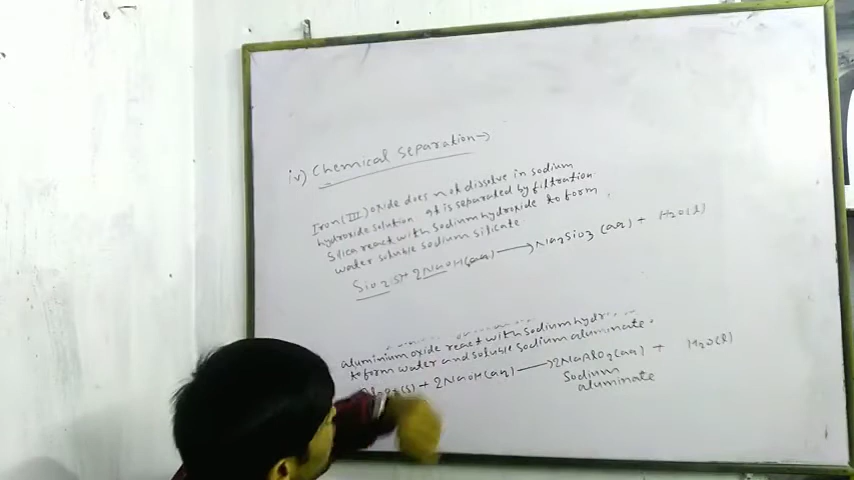 iv) Chemical separation→
Iron(III) oxide does not dissolve in sodium
hydroxide solution 9t is separated by filtration.
Silica react with sodium hydroxide to form
water soluble sodium silicate
SiO2(s)+ 2NaOH(aq) ⟶ Na2SiO3 (aq) + H2O(l)
aluminium oxide react with sodium hydr
to form water and soluble sodium aluminate.
(s) + 2NaOH(aq) ⟶ 2NaAlO2(aq) + H2O(l)
Sodium
aluminate